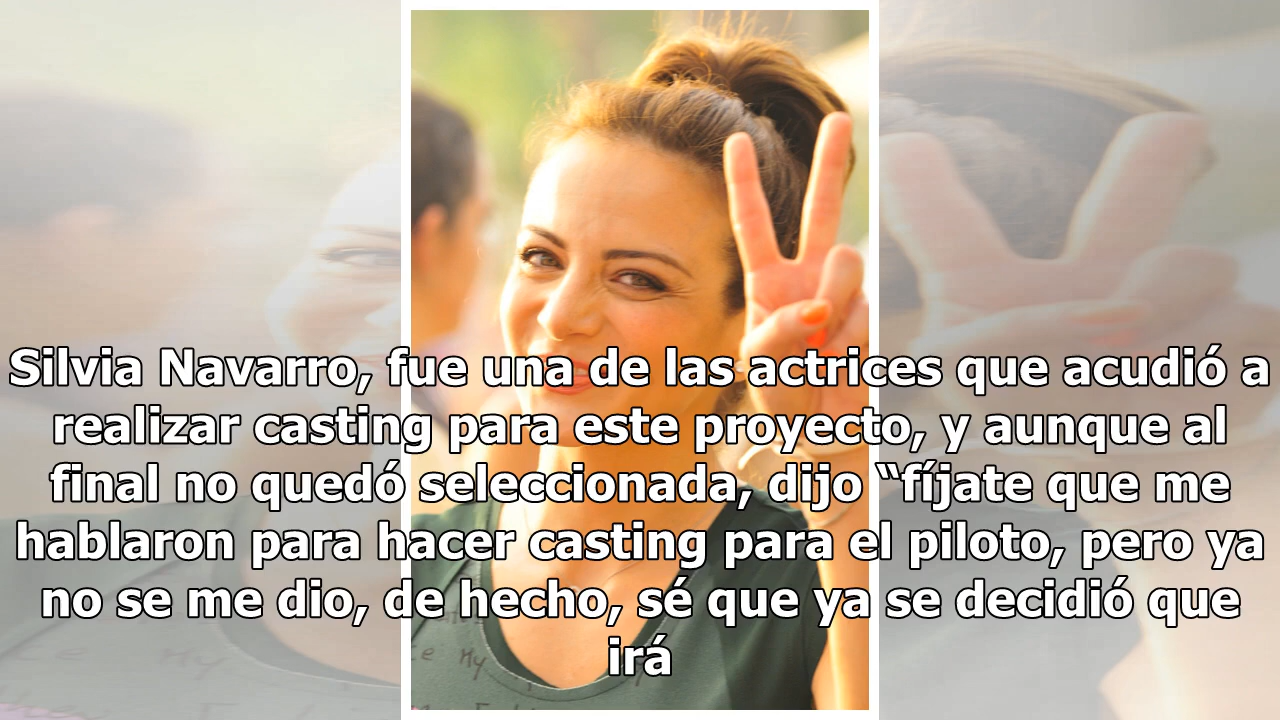 Silvia Navarro, fue una de las actrices que acudió a
realizar casting para este proyecto, y aunque al
final no quedó seleccionada, dijo “fíjate que me
hablaron para hacer casting para el piloto, pero ya
no se me dio, de hecho, sé que ya se decidió que
irá